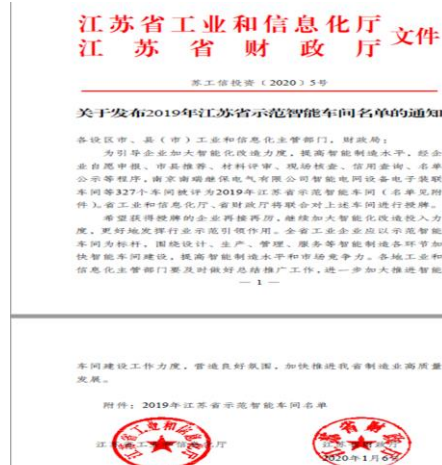 江苏省工业和信息化厅
江苏省财政厅
文件
苏工信投资〔2020〕5号
关于发布2019年江苏省示范智能车间名单的通知
各设区市、县（市）工业和信息化主管部门，财政局：
为引导企业加大智能化改造力度，提高智能制造水平，经企
业自愿申报、市县推荐、材料评审、现场核查、信用查询、名单
公示等程序，南京南瑞继保电气有限公司智能电网设备电子装联
车间等327个车间被评为2019年江苏省示范智能车间（名单见附
件）。省工业和信息化厅、省财政厅将联合对上述车间进行授牌。
希望获得授牌的企业再接再厉，继续加大智能化改造投入力
度，更好地发挥行业示范引领作用。全省工业企业应以示范智能
车间为标杆，围绕设计、生产、管理、服务等智能制造各环节加
快智能车间建设，提高智能制造水平和市场竞争力。各地工业和
信息化主管部门要及时做好总结推广工作，进一步加大推进智能
— 1 —
车间建设工作力度，营造良好氛围，加快推进我省制造业高质量
发展。
附件：2019年江苏省示范智能车间名单
江苏省工业和信息化厅 江苏省财政厅
2020年1月6日